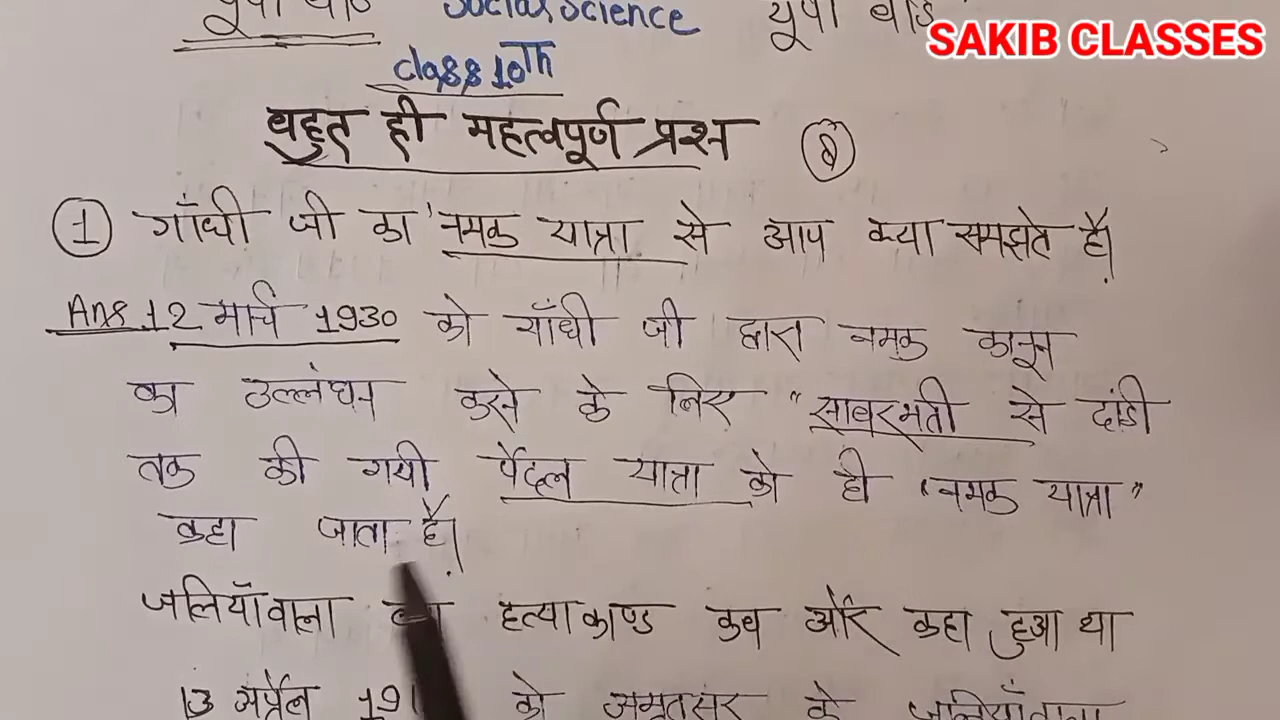 यूपी बोर्ड Social Science यूपी बोर्ड
SAKIB CLASSES
Class 10Th
बहुत ही महत्वपूर्ण प्रश्न
① गाँधी जी का 'नमक यात्रा से आप क्या समझते है।
Ans 12 मार्च 1930 को गाँधी जी द्वारा नमक कानून
का उल्लंघन करने के लिए "साबरमती से दांडी
तक की गयी पैदल यात्रा को ही "नमक यात्रा"
कहा जाता है।
जलियाँवाला हत्याकाण्ड कब और कहा हुआ था
13 अप्रैल को अमृतसर के जलियाँवाला